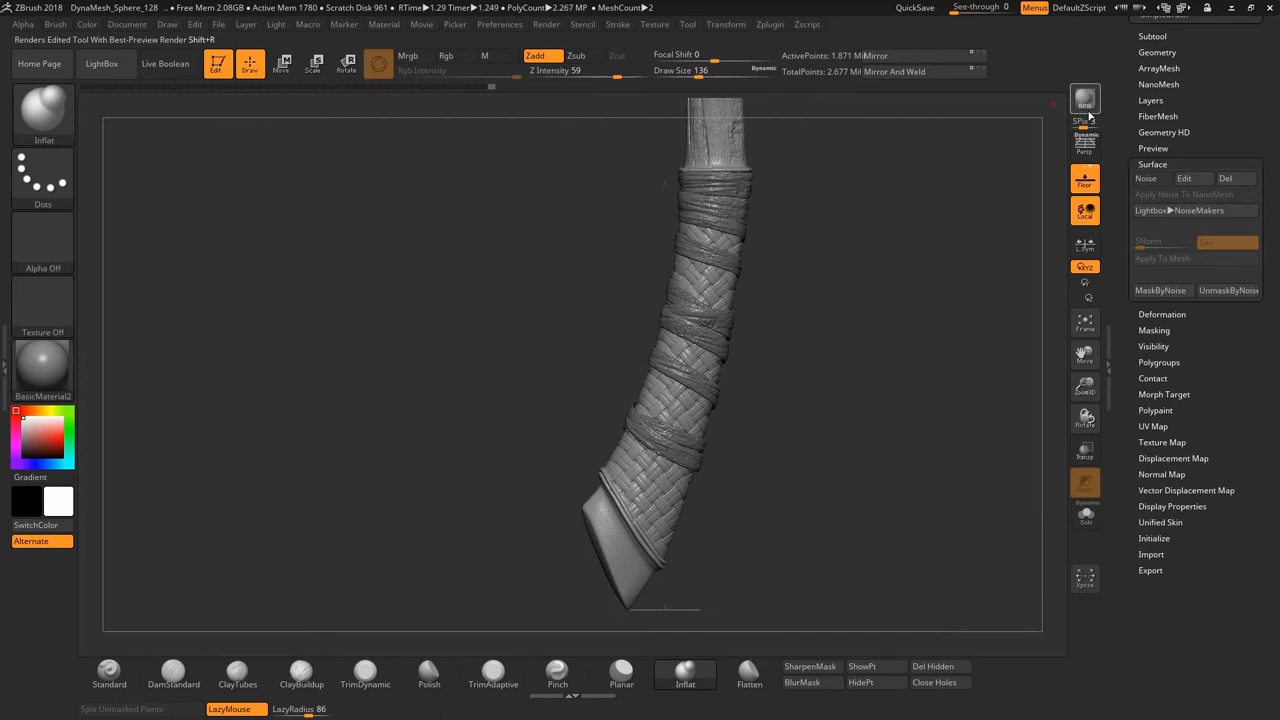 ZBrush 2018 DynaMesh_Sphere_128 .. • Free Mem 2.08GB • Active Mem 1780 • Scratch Disk 961 • RTime▶1.29 Timer▶1.249 • PolyCount▶2.267 MP • MeshCount▶2 QuickSave See-through 0 Menus DefaultZScript
Alpha Brush Color Document Draw Edit File Layer Light Macro Marker Material Movie Picker Preferences Render Stencil Stroke Texture Tool Transform Zplugin Zscript
Renders Edited Tool With Best-Preview Render Shift+R
Home Page LightBox Live Boolean Edit Draw Move Scale Rotate
Mrgb Rgb M Zadd Zsub Zcut Focal Shift 0 ActivePoints: 1.871 Mil Mirror
Rgb Intensity Z Intensity 59 Draw Size 136 Dynamic TotalPoints: 2.677 Mil Mirror And Weld
Inflat
Dots
Alpha Off
Texture Off
BasicMaterial2
Gradient
SwitchColor
Alternate
BPR
SPix 3
Dynamic
Persp
Floor
Local
L.Sym
XYZ
Frame
Move
Zoom3D
Rotate
Transp
Dynamic
Solo
Xpose
Subtool
Geometry
ArrayMesh
NanoMesh
Layers
FiberMesh
Geometry HD
Preview
Surface
Noise Edit Del
Apply Noise To NanoMesh
Lightbox▶NoiseMakers
SNorm
Apply To Mesh
MaskByNoise UnmaskByNoise
Deformation
Masking
Visibility
Polygroups
Contact
Morph Target
Polypaint
UV Map
Texture Map
Displacement Map
Normal Map
Vector Displacement Map
Display Properties
Unified Skin
Initialize
Import
Export
Standard DamStandard ClayTubes ClayBuildup TrimDynamic Polish TrimAdaptive Pinch Planar Inflat Flatten
SharpenMask ShowPt Del Hidden
BlurMask HidePt Close Holes
Split Unmasked Points LazyMouse LazyRadius 86